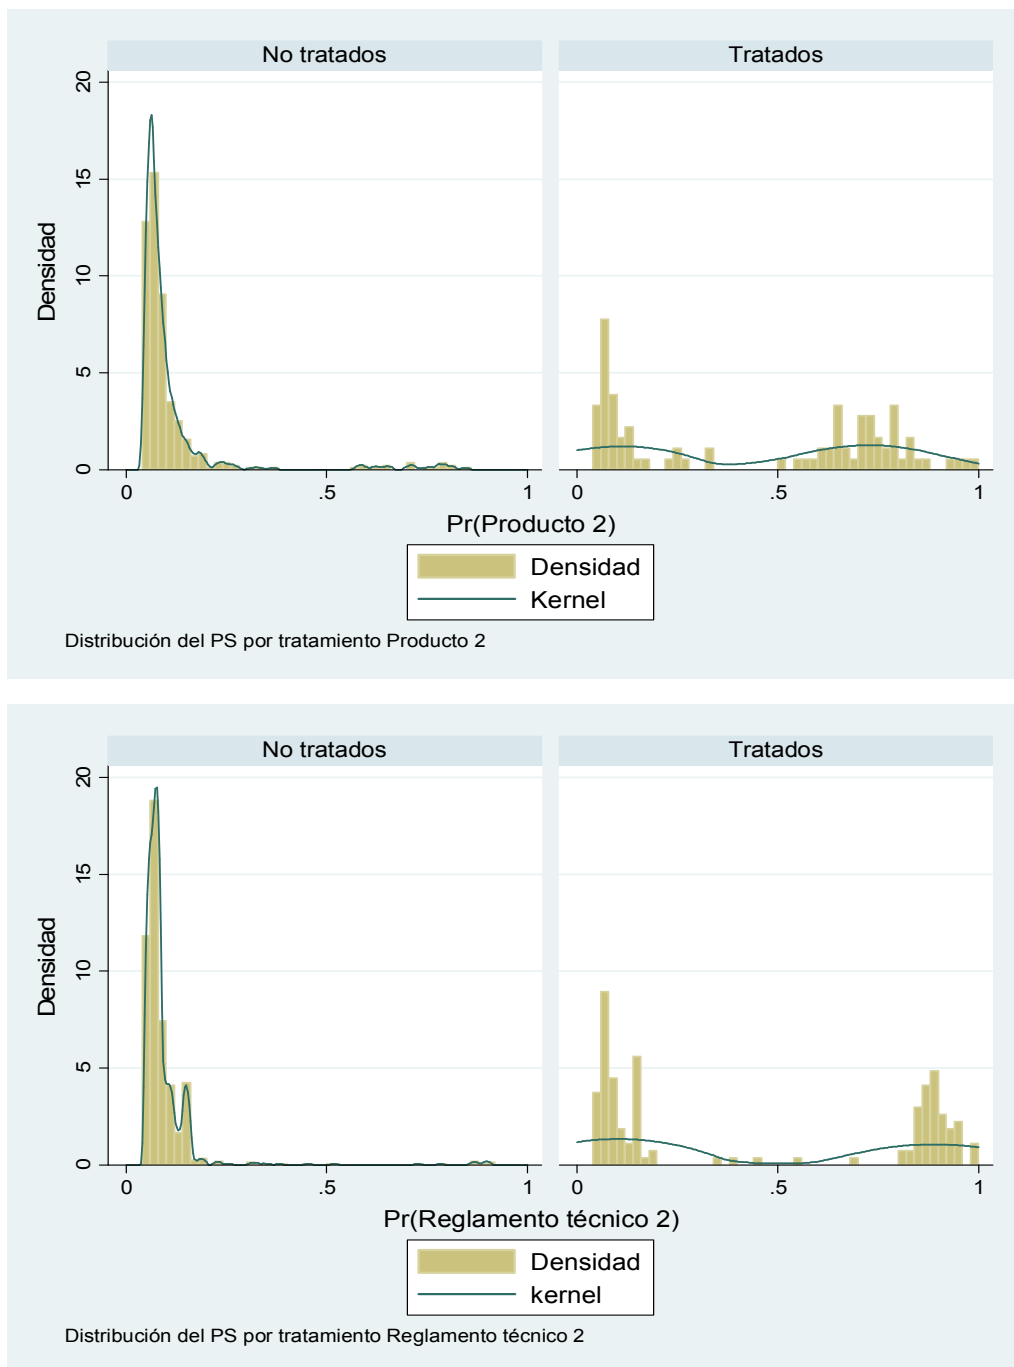 No tratados
Tratados
20
15
10
5
0
Densidad
0 .5 1
0 .5 1
Pr(Producto 2)
Densidad
Kernel
Distribución del PS por tratamiento Producto 2
No tratados
Tratados
20
15
10
5
0
Densidad
0 .5 1
0 .5 1
Pr(Reglamento técnico 2)
Densidad
kernel
Distribución del PS por tratamiento Reglamento técnico 2